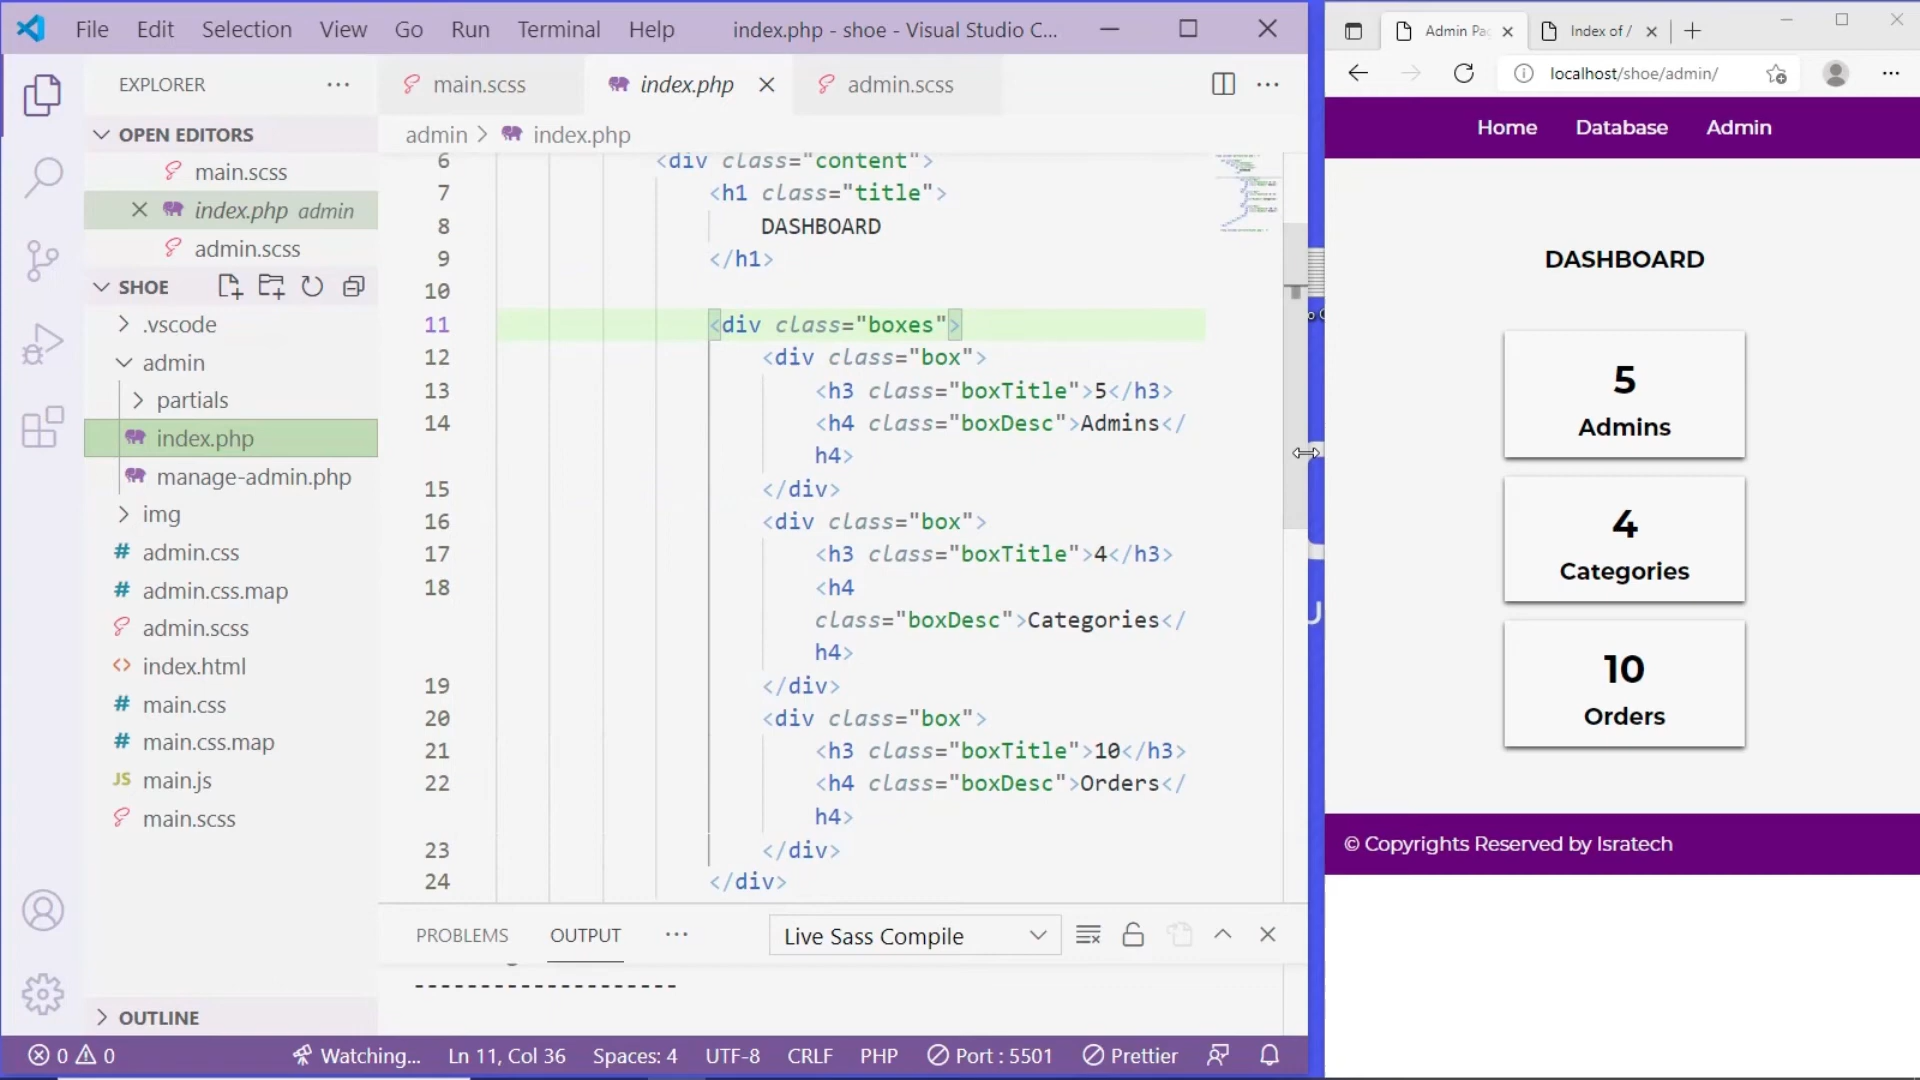 File Edit Selection View Go Run Terminal Help index.php - shoe - Visual Studio C...
EXPLORER
OPEN EDITORS
main.scss
index.php admin
admin.scss
SHOE
.vscode
admin
partials
index.php
manage-admin.php
img
admin.css
admin.css.map
admin.scss
index.html
main.css
main.css.map
JS main.js
main.scss
OUTLINE
main.scss index.php admin.scss
admin > index.php
6 <div class="content">
7 <h1 class="title">
8 DASHBOARD
9 </h1>
10
11 <div class="boxes">
12 <div class="box">
13 <h3 class="boxTitle">5</h3>
14 <h4 class="boxDesc">Admins</
h4>
15 </div>
16 <div class="box">
17 <h3 class="boxTitle">4</h3>
18 <h4
class="boxDesc">Categories</
h4>
19 </div>
20 <div class="box">
21 <h3 class="boxTitle">10</h3>
22 <h4 class="boxDesc">Orders</
h4>
23 </div>
24 </div>
PROBLEMS OUTPUT ... Live Sass Compile
--------------------
0 0 Watching... Ln 11, Col 36 Spaces: 4 UTF-8 CRLF PHP Port : 5501 Prettier
Admin Pa Index of /
localhost/shoe/admin/
Home Database Admin
DASHBOARD
5
Admins
4
Categories
10
Orders
© Copyrights Reserved by Isratech